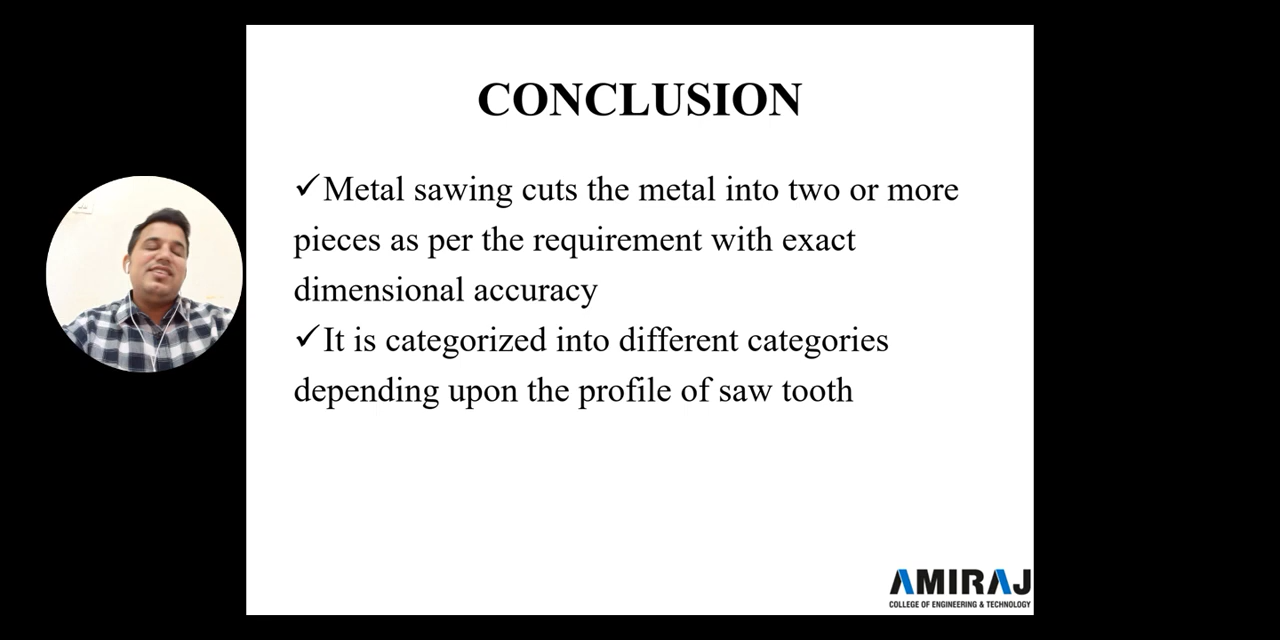 CONCLUSION
✓Metal sawing cuts the metal into two or more
pieces as per the requirement with exact
dimensional accuracy
✓It is categorized into different categories
depending upon the profile of saw tooth
AMIRAJ
COLLEGE OF ENGINEERING & TECHNOLOGY